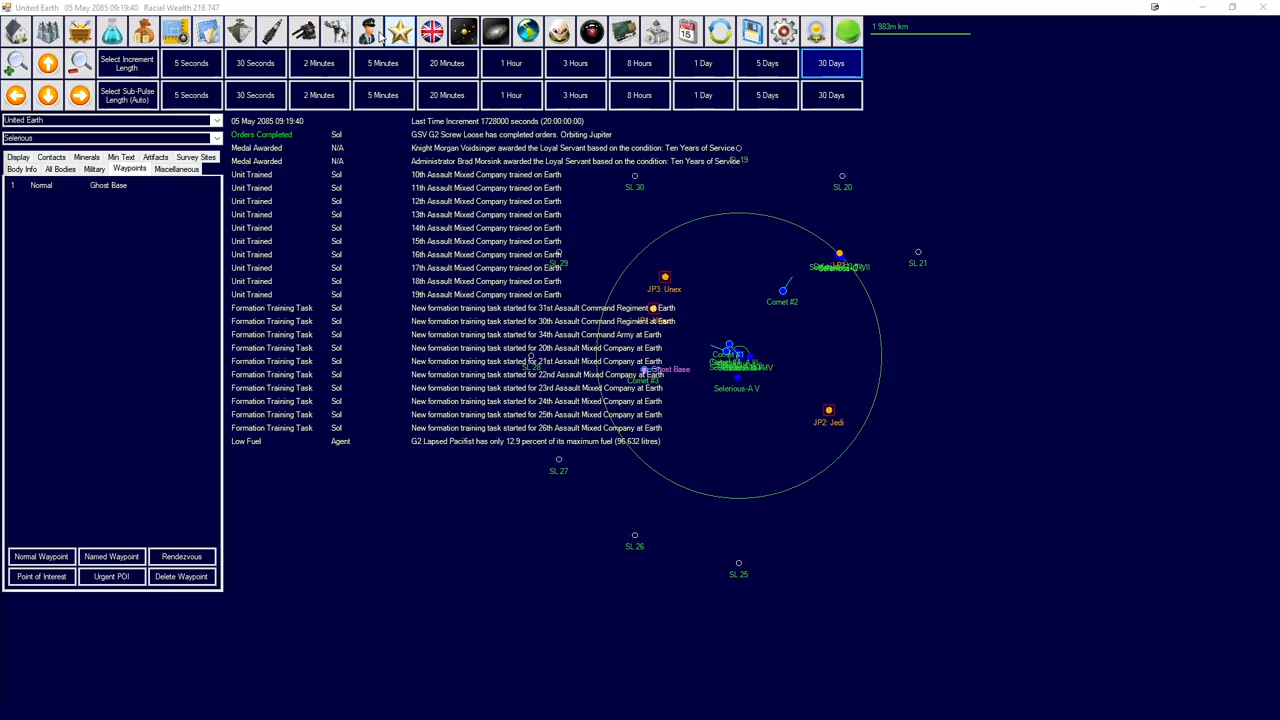 United Earth 05 May 2085 09:19:40 Racial Wealth 218 747
1 983m km
Select Increment Length 5 Seconds 30 Seconds 2 Minutes 5 Minutes 20 Minutes 1 Hour 3 Hours 8 Hours 1 Day 5 Days 30 Days
Select Sub-Pulse Length (Auto) 5 Seconds 30 Seconds 2 Minutes 5 Minutes 20 Minutes 1 Hour 3 Hours 8 Hours 1 Day 5 Days 30 Days
United Earth
Selerious
Display Contacts Minerals Min Text Artifacts Survey Sites
Body Info All Bodies Military Waypoints Miscellaneous
1 Normal Ghost Base
Normal Waypoint Named Waypoint Rendezvous
Point of Interest Urgent POI Delete Waypoint
05 May 2085 09:19:40 Last Time Increment 1728000 seconds (20:00:00:00)
Orders Completed Sol GSV G2 Screw Loose has completed orders. Orbiting Jupiter
Medal Awarded N/A Knight Morgan Voidsinger awarded the Loyal Servant based on the condition: Ten Years of Service
Medal Awarded N/A Administrator Brad Morsink awarded the Loyal Servant based on the condition: Ten Years of Service
Unit Trained Sol 10th Assault Mixed Company trained on Earth
Unit Trained Sol 11th Assault Mixed Company trained on Earth
Unit Trained Sol 12th Assault Mixed Company trained on Earth
Unit Trained Sol 13th Assault Mixed Company trained on Earth
Unit Trained Sol 14th Assault Mixed Company trained on Earth
Unit Trained Sol 15th Assault Mixed Company trained on Earth
Unit Trained Sol 16th Assault Mixed Company trained on Earth
Unit Trained Sol 17th Assault Mixed Company trained on Earth
Unit Trained Sol 18th Assault Mixed Company trained on Earth
Unit Trained Sol 19th Assault Mixed Company trained on Earth
Formation Training Task Sol New formation training task started for 31st Assault Command Regiment at Earth
Formation Training Task Sol New formation training task started for 30th Assault Command Regiment at Earth
Formation Training Task Sol New formation training task started for 34th Assault Command Army at Earth
Formation Training Task Sol New formation training task started for 20th Assault Mixed Company at Earth
Formation Training Task Sol New formation training task started for 21st Assault Mixed Company at Earth
Formation Training Task Sol New formation training task started for 22nd Assault Mixed Company at Earth
Formation Training Task Sol New formation training task started for 23rd Assault Mixed Company at Earth
Formation Training Task Sol New formation training task started for 24th Assault Mixed Company at Earth
Formation Training Task Sol New formation training task started for 25th Assault Mixed Company at Earth
Formation Training Task Sol New formation training task started for 26th Assault Mixed Company at Earth
Low Fuel Agent G2 Lapsed Pacifist has only 12.9 percent of its maximum fuel (96 632 litres)
SL 19
SL 30
SL 20
SL 29
SL 21
JP3: Unex
Comet #2
SL 28
Ghost Base
Comet #3
Selerious-A V
JP2: Jedi
SL 27
SL 26
SL 25